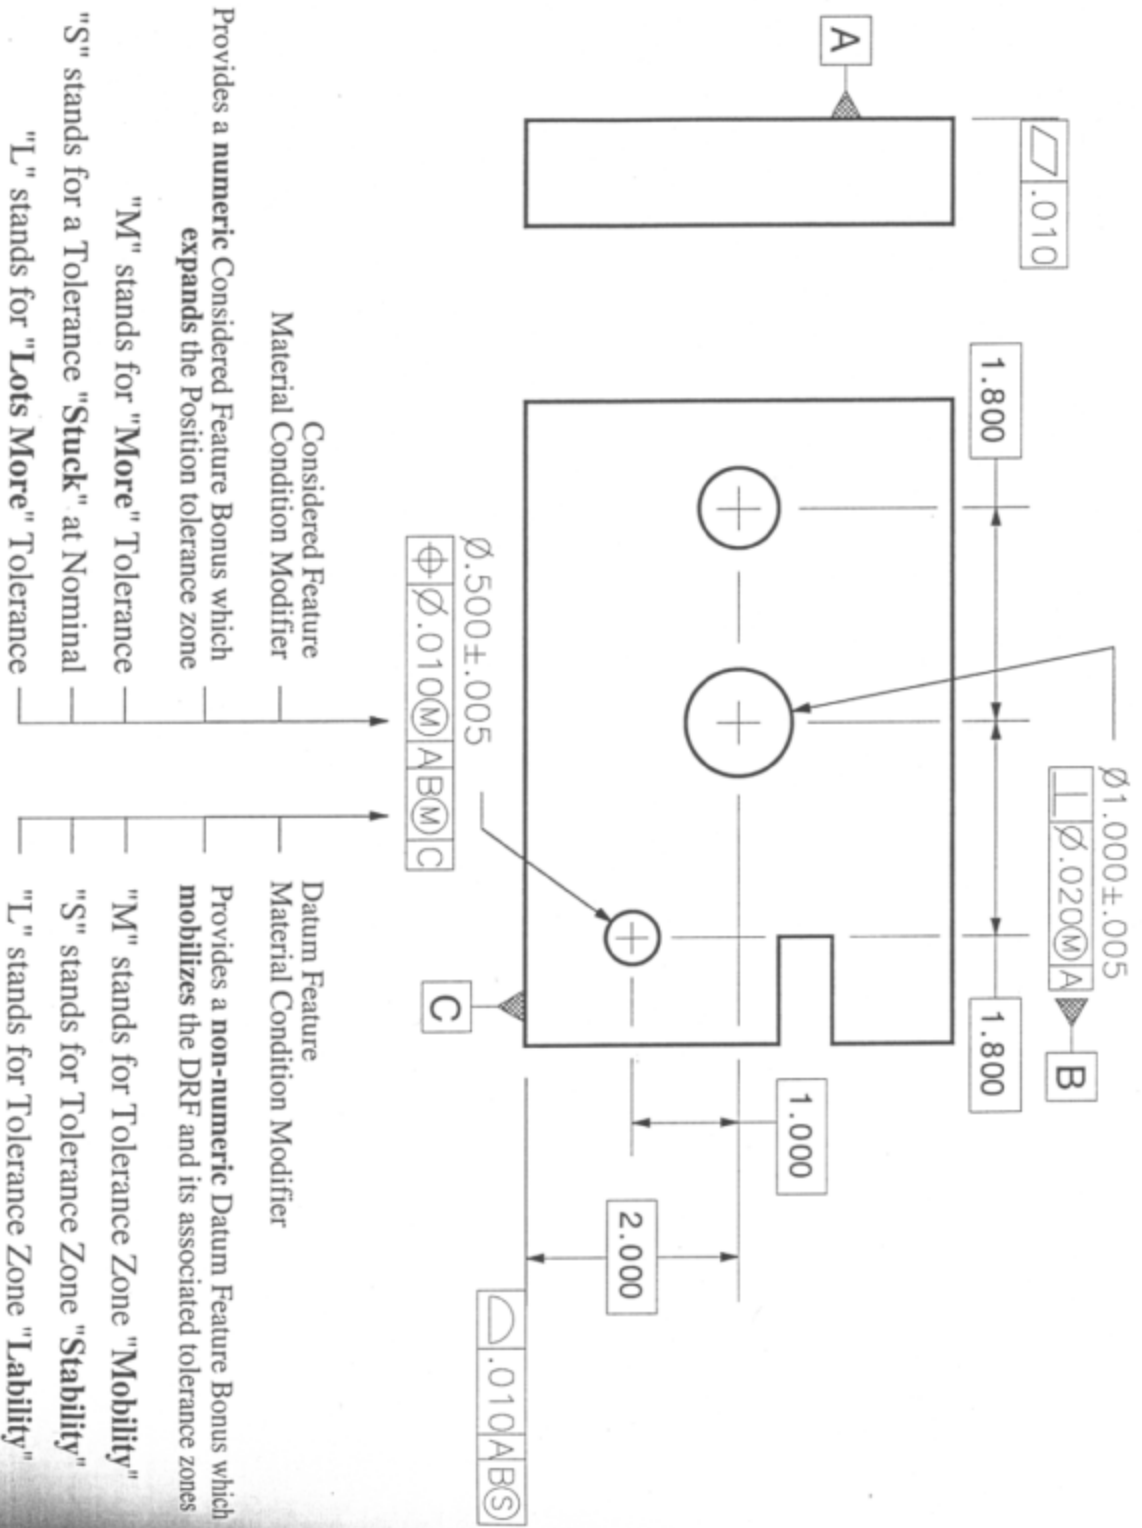 Ø1.000±.005
⊥ Ø.020Ⓜ A
B
1.800
1.800
⏥ .010
A
1.000
2.000
⌓ .010 A BⓈ
C
Ø.500±.005
⌖ Ø.010Ⓜ A BⓂ C
Considered Feature
Material Condition Modifier
Provides a numeric Considered Feature Bonus which
expands the Position tolerance zone
"M" stands for "More" Tolerance
"S" stands for a Tolerance "Stuck" at Nominal
"L" stands for "Lots More" Tolerance
Datum Feature
Material Condition Modifier
Provides a non-numeric Datum Feature Bonus which
mobilizes the DRF and its associated tolerance zones
"M" stands for Tolerance Zone "Mobility"
"S" stands for Tolerance Zone "Stability"
"L" stands for Tolerance Zone "Lability"